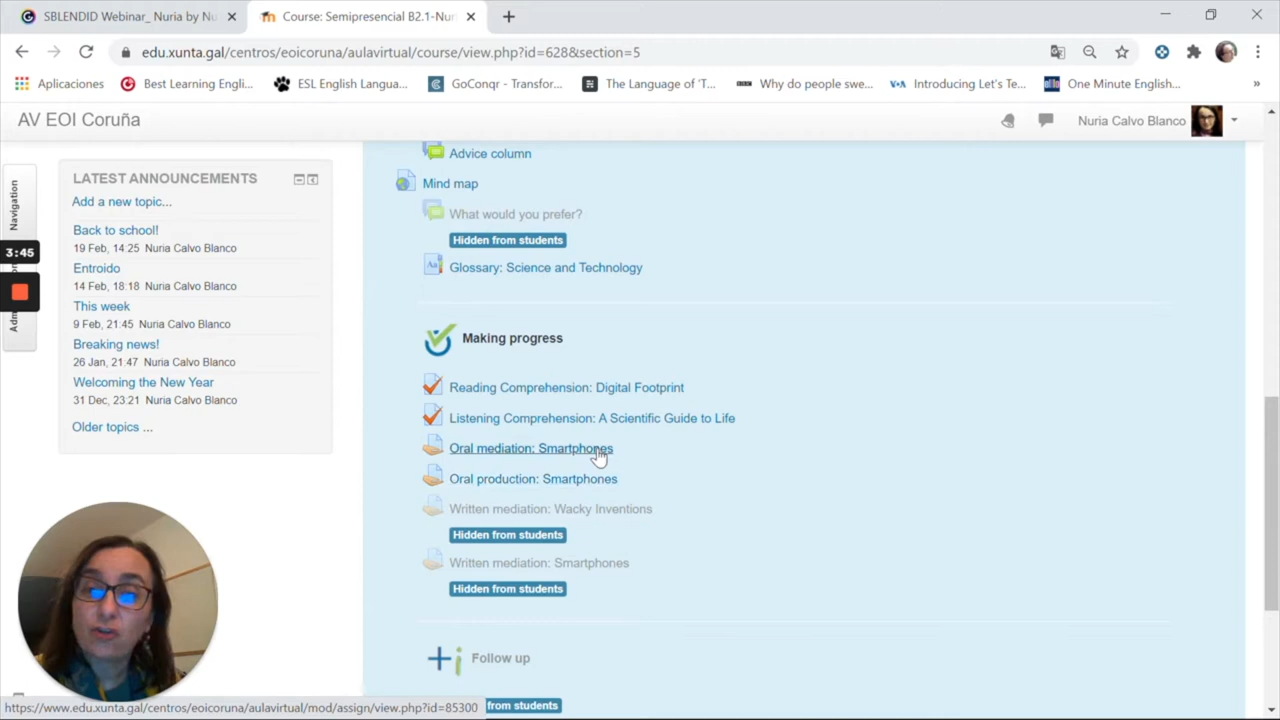 SBLENDID Webinar_ Nuria by Nu
Course: Semipresencial B2.1-Nur
edu.xunta.gal/centros/eoicoruna/aulavirtual/course/view.php?id=628&section=5
Aplicaciones
Best Learning Engli...
ESL English Langua...
GoConqr - Transfor...
The Language of 'T...
Why do people swe...
Introducing Let's Te...
One Minute English...
AV EOI Coruña
Nuria Calvo Blanco
Navigation
3:45
LATEST ANNOUNCEMENTS
Add a new topic...
Back to school!
19 Feb, 14:25 Nuria Calvo Blanco
Entroido
14 Feb, 18:18 Nuria Calvo Blanco
This week
9 Feb, 21:45 Nuria Calvo Blanco
Breaking news!
26 Jan, 21:47 Nuria Calvo Blanco
Welcoming the New Year
31 Dec, 23:21 Nuria Calvo Blanco
Older topics ...
Advice column
Mind map
What would you prefer?
Hidden from students
Glossary: Science and Technology
Making progress
Reading Comprehension: Digital Footprint
Listening Comprehension: A Scientific Guide to Life
Oral mediation: Smartphones
Oral production: Smartphones
Written mediation: Wacky Inventions
Hidden from students
Written mediation: Smartphones
Hidden from students
Follow up
from students
https://www.edu.xunta.gal/centros/eoicoruna/aulavirtual/mod/assign/view.php?id=85300